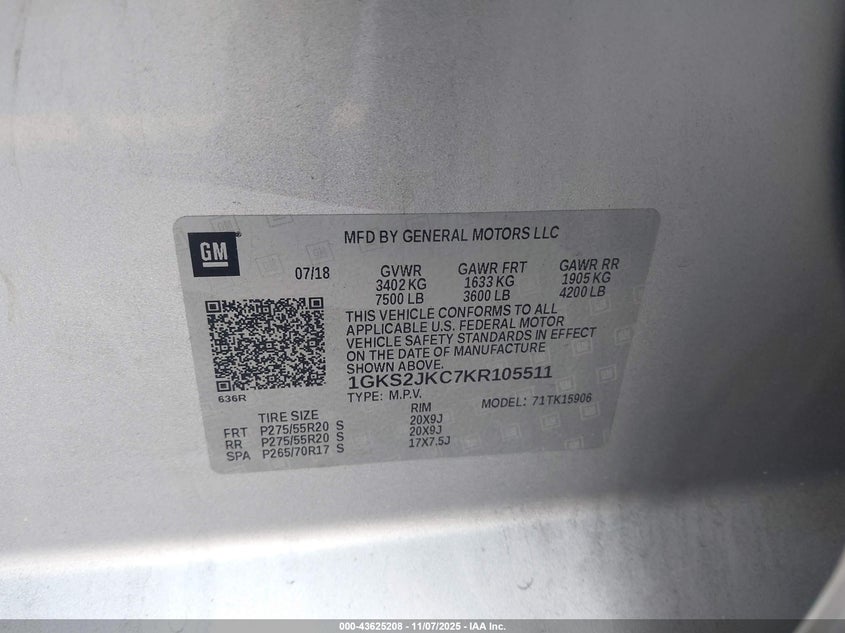 GM
MFD BY GENERAL MOTORS LLC
07/18
GVWR GAWR FRT GAWR RR
3402 KG 1633 KG 1905 KG
7500 LB 3600 LB 4200 LB
THIS VEHICLE CONFORMS TO ALL
APPLICABLE U.S. FEDERAL MOTOR
VEHICLE SAFETY STANDARDS IN EFFECT
ON THE DATE OF MANUFACTURE
SHOWN ABOVE.
1GKS2JKC7KR105511
636R
TYPE: M.P.V. MODEL: 71TK15906
TIRE SIZE RIM
FRT P275/55R20 S 20X9J
RR P275/55R20 S 20X9J
SPA P265/70R17 S 17X7.5J
000-43625208 - 11/07/2025 - IAA Inc.